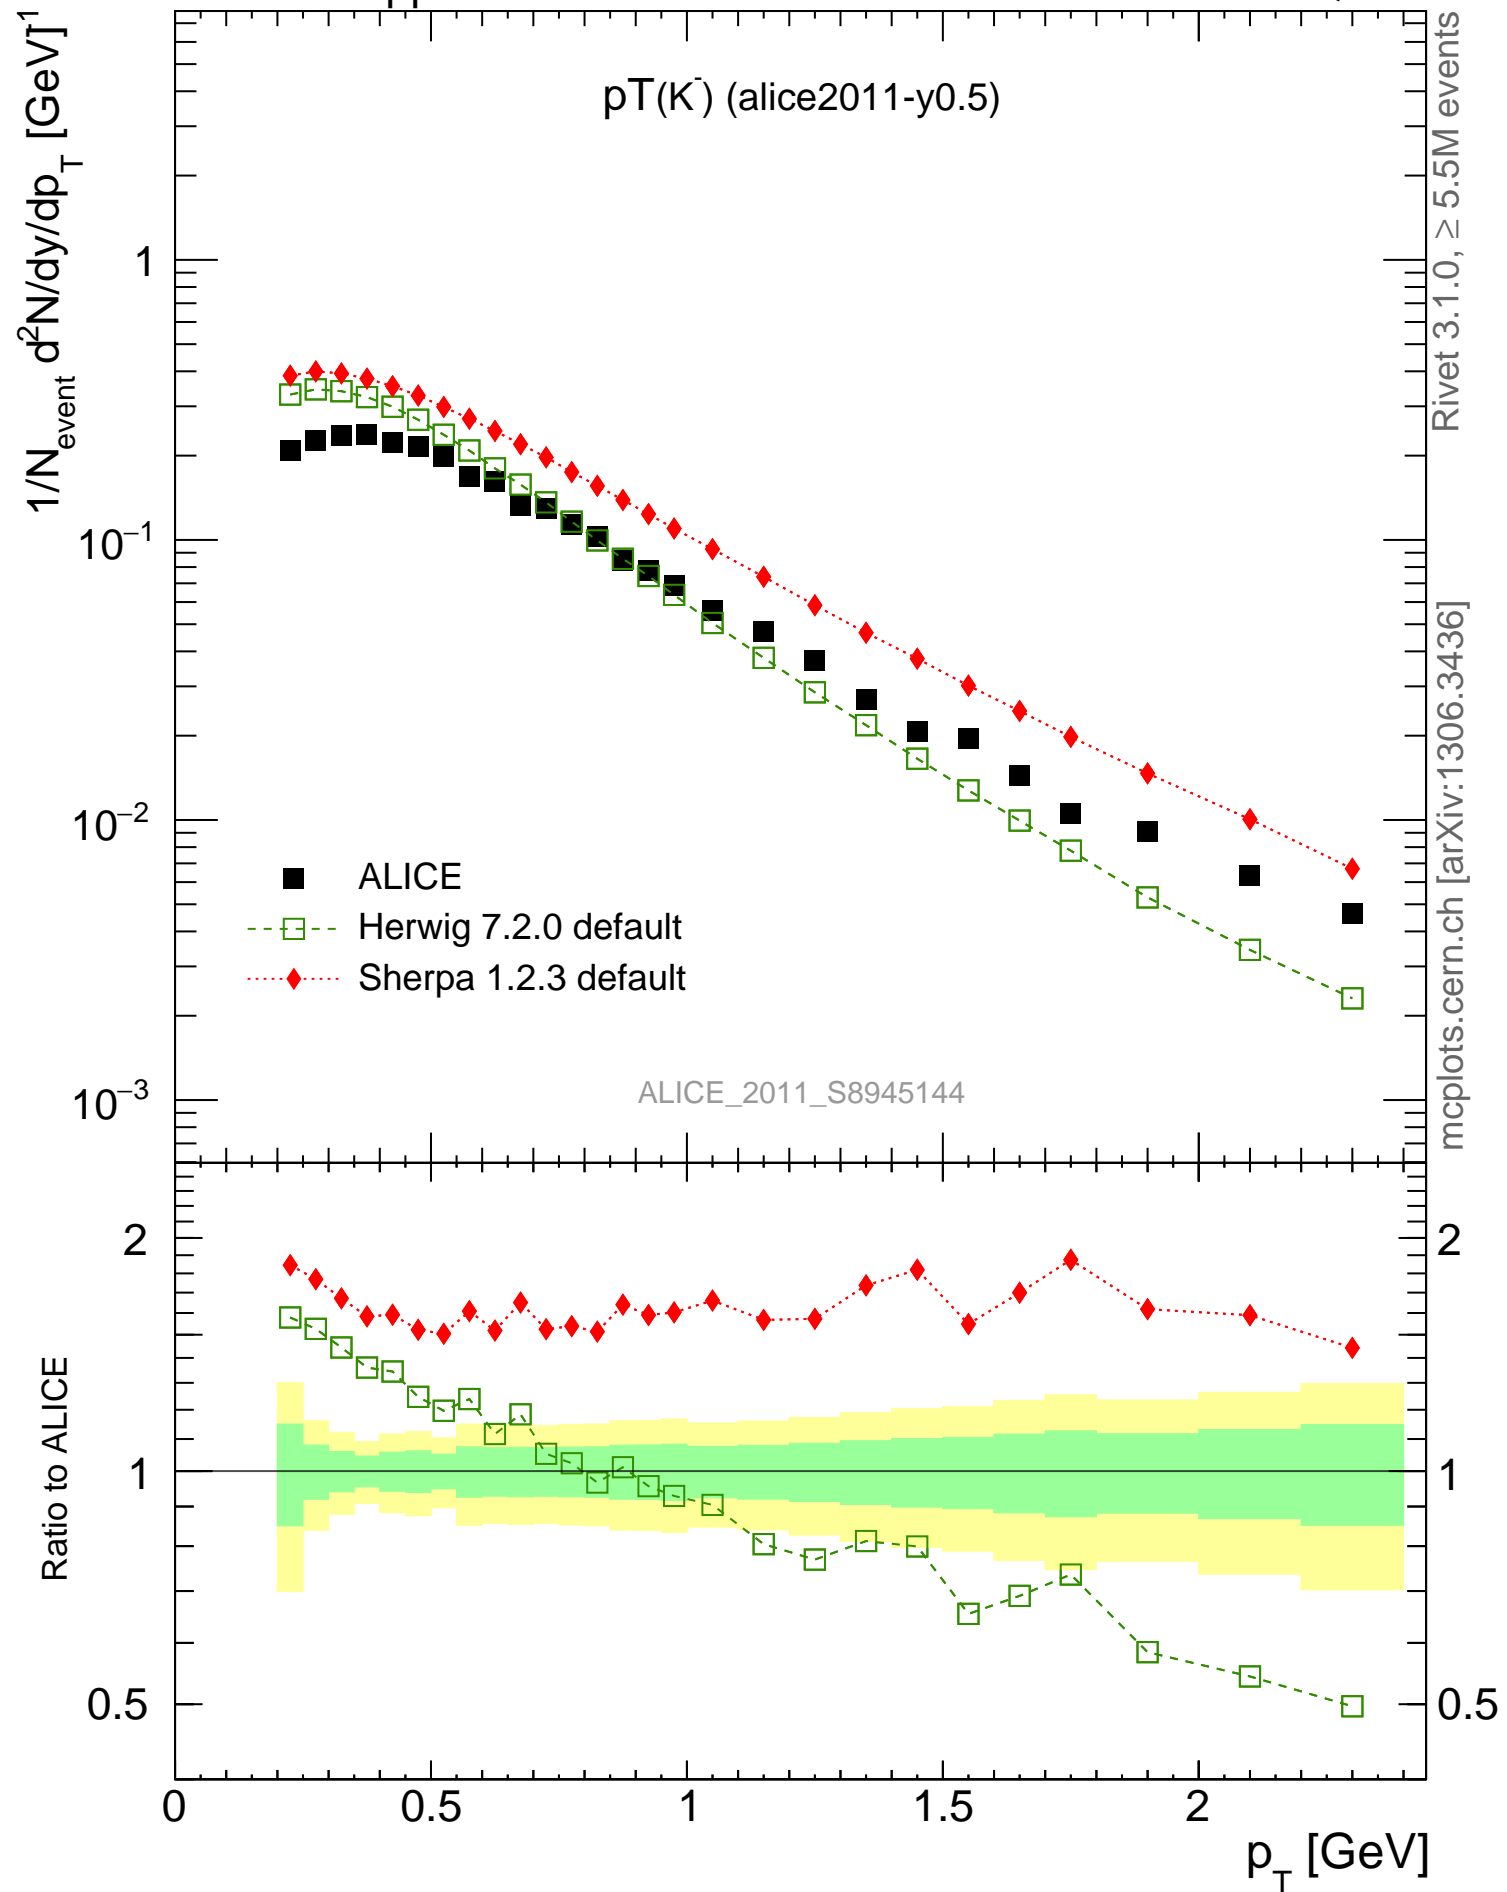 pT(K⁻) (alice2011-y0.5)
1/N_event d²N/dy/dp_T [GeV]⁻¹
1
10⁻¹
10⁻²
10⁻³
ALICE
Herwig 7.2.0 default
Sherpa 1.2.3 default
ALICE_2011_S8945144
Rivet 3.1.0, ≥ 5.5M events
mcplots.cern.ch [arXiv:1306.3436]
Ratio to ALICE
2
1
0.5
2
1
0.5
0
0.5
1
1.5
2
p_T [GeV]